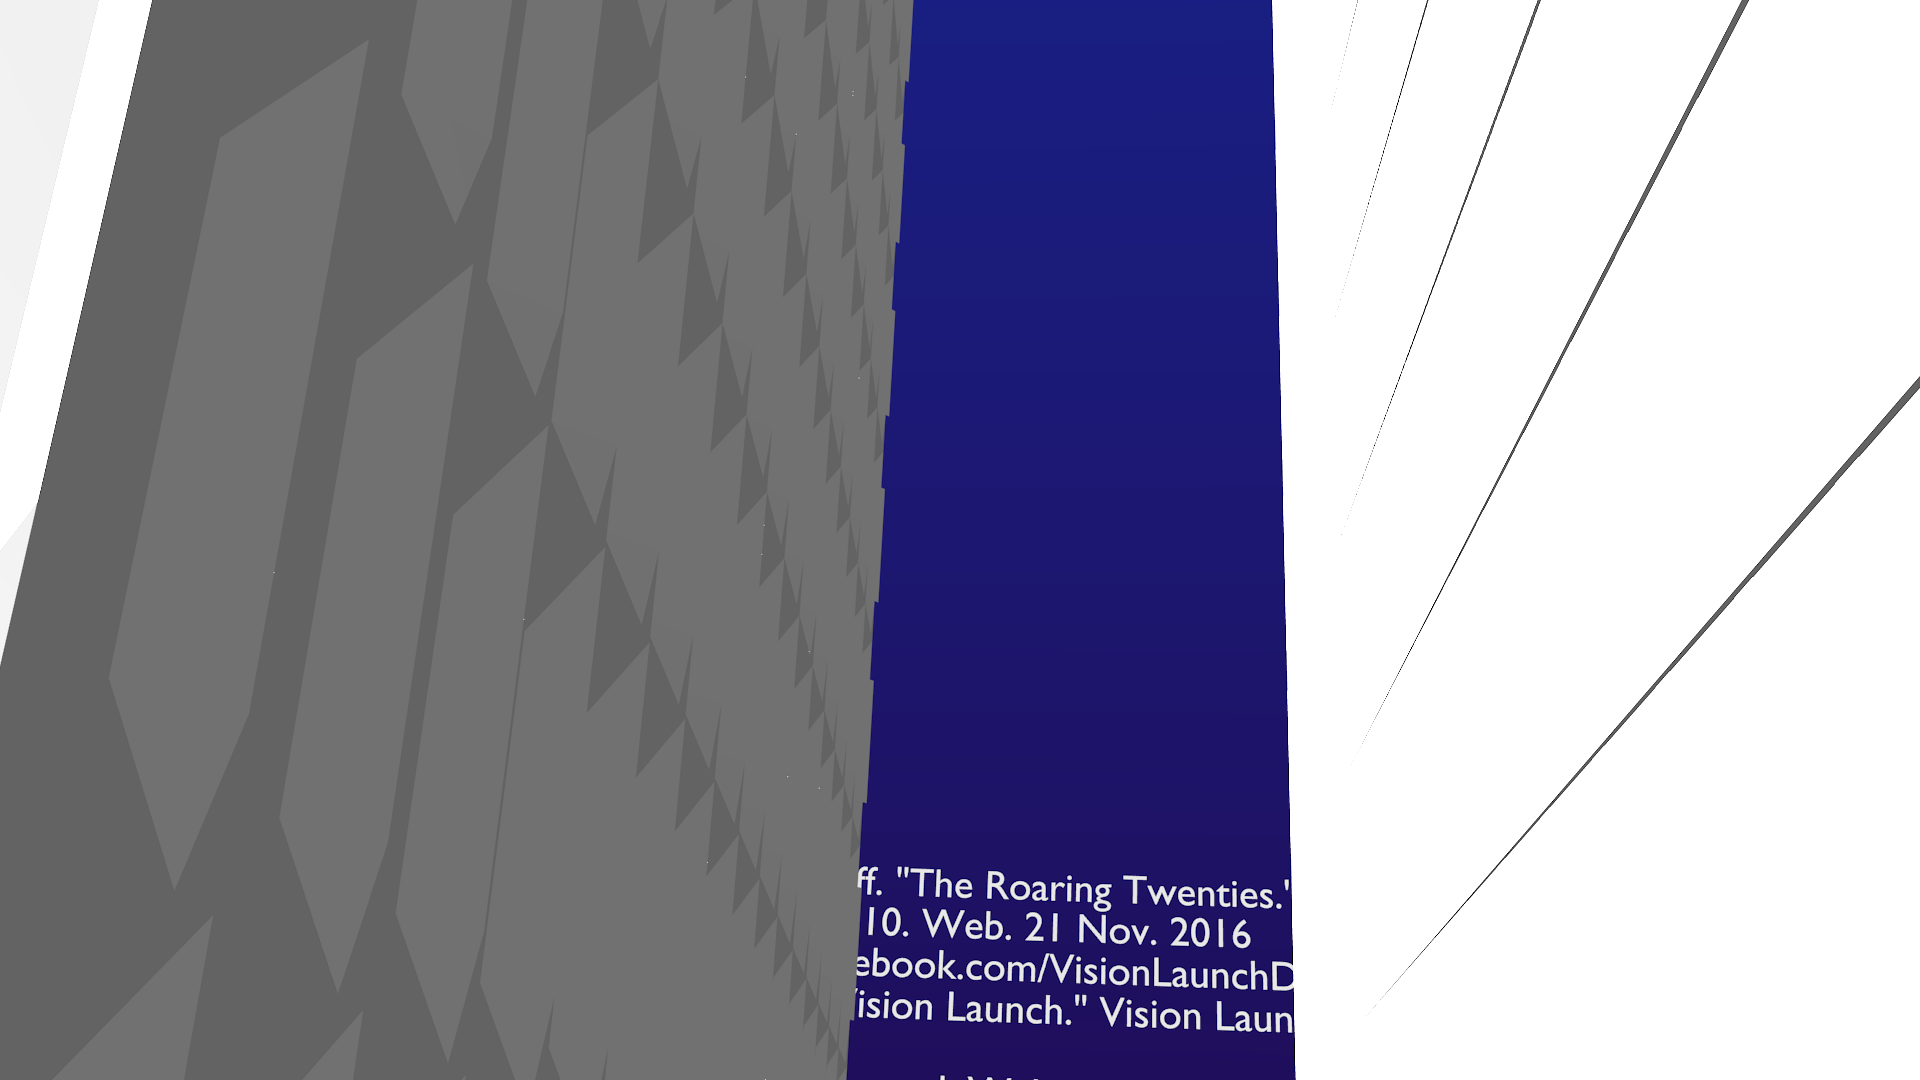 ff. "The Roaring Twenties.'
10. Web. 21 Nov. 2016
ebook.com/VisionLaunchD
ision Launch." Vision Laun